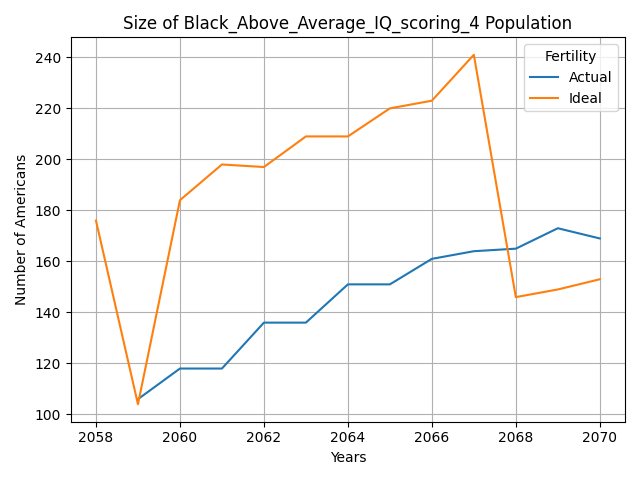 Size of Black_Above_Average_IQ_scoring_4 Population
Fertility
Actual
Ideal
Number of Americans
240
220
200
180
160
140
120
100
2058
2060
2062
2064
2066
2068
2070
Years